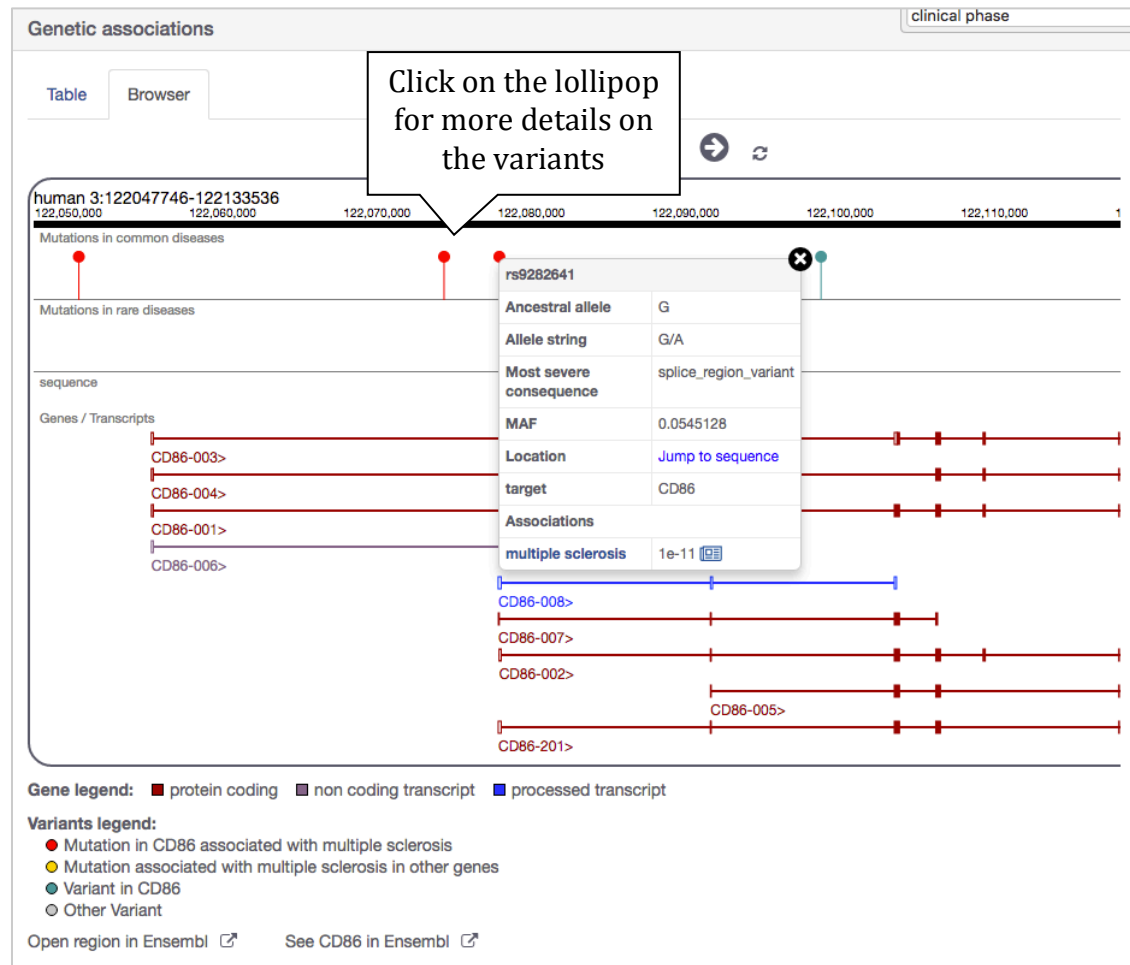 Genetic associations
clinical phase
Table
Browser
Click on the lollipop
for more details on
the variants
human 3:122047746-122133536
122,050,000 122,060,000 122,070,000 122,080,000 122,090,000 122,100,000 122,110,000 1
Mutations in common diseases
Mutations in rare diseases
sequence
Genes / Transcripts
rs9282641
Ancestral allele G
Allele string G/A
Most severe
consequence
splice_region_variant
MAF 0.0545128
Location Jump to sequence
target CD86
Associations
multiple sclerosis 1e-11
CD86-003>
CD86-004>
CD86-001>
CD86-006>
CD86-008>
CD86-007>
CD86-002>
CD86-005>
CD86-201>
Gene legend: protein coding non coding transcript processed transcript
Variants legend:
Mutation in CD86 associated with multiple sclerosis
Mutation associated with multiple sclerosis in other genes
Variant in CD86
Other Variant
Open region in Ensembl See CD86 in Ensembl